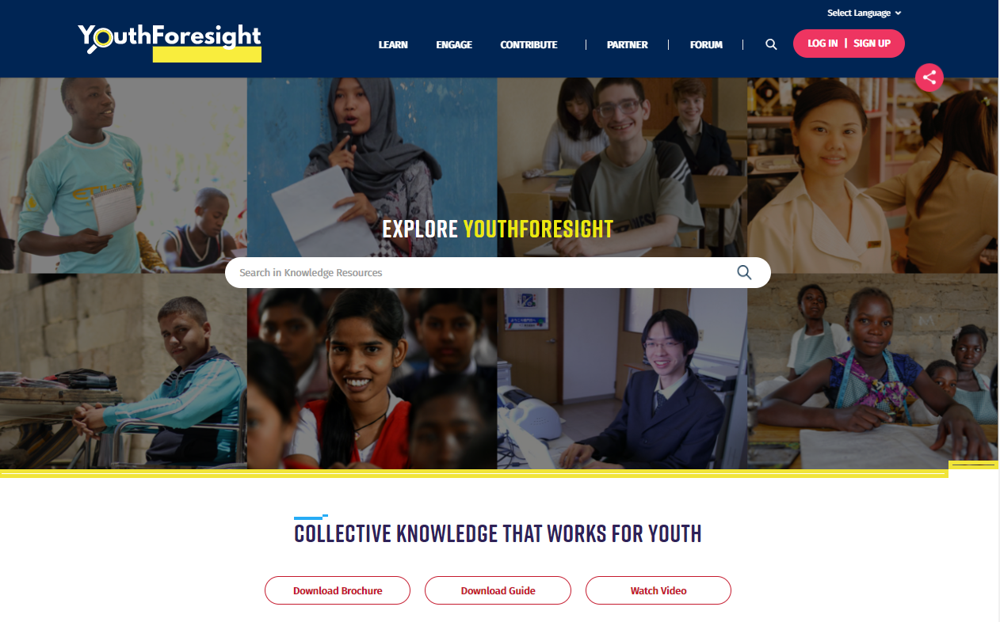 Select Language
YouthForesight
LEARN ENGAGE CONTRIBUTE PARTNER FORUM LOG IN | SIGN UP
EXPLORE YOUTHFORESIGHT
Search in Knowledge Resources
COLLECTIVE KNOWLEDGE THAT WORKS FOR YOUTH
Download Brochure Download Guide Watch Video